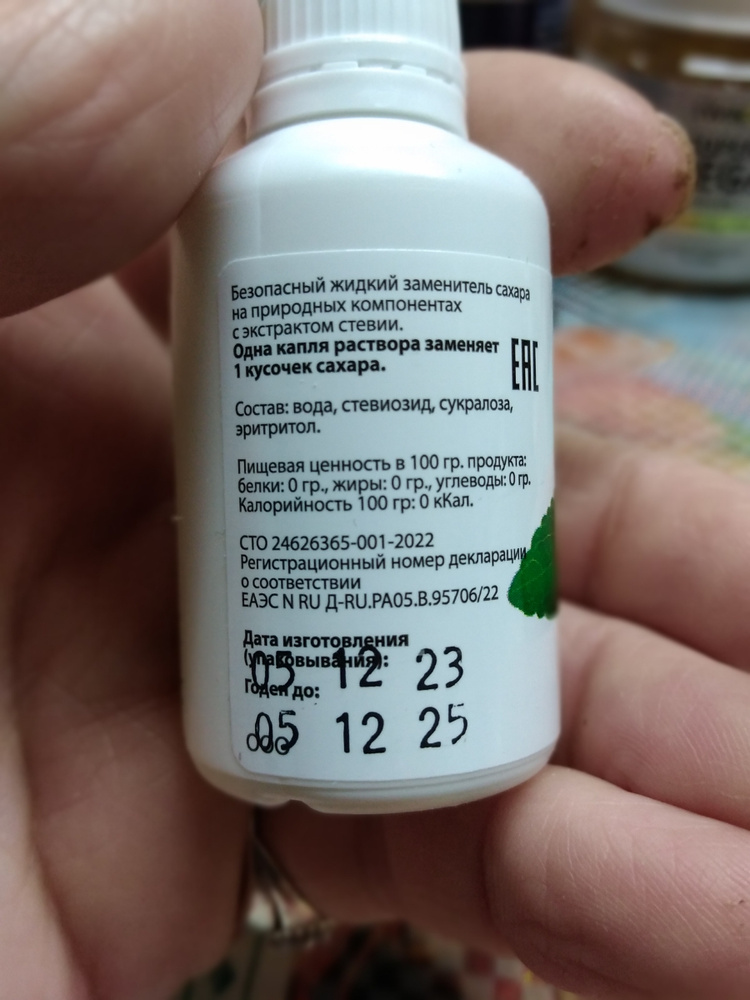 Безопасный жидкий заменитель сахара
на природных компонентах
с экстрактом стевии.
Одна капля раствора заменяет
1 кусочек сахара.
EAC
Состав: вода, стевиозид, сукралоза,
эритритол.
Пищевая ценность в 100 гр. продукта:
белки: 0 гр., жиры: 0 гр., углеводы: 0 гр.
Калорийность 100 гр: 0 кКал.
СТО 24626365-001-2022
Регистрационный номер декларации
о соответствии
ЕАЭС N RU Д-RU.РА05.В.95706/22
Дата изготовления
(упаковывания):
05 12 23
Годен до:
05 12 25